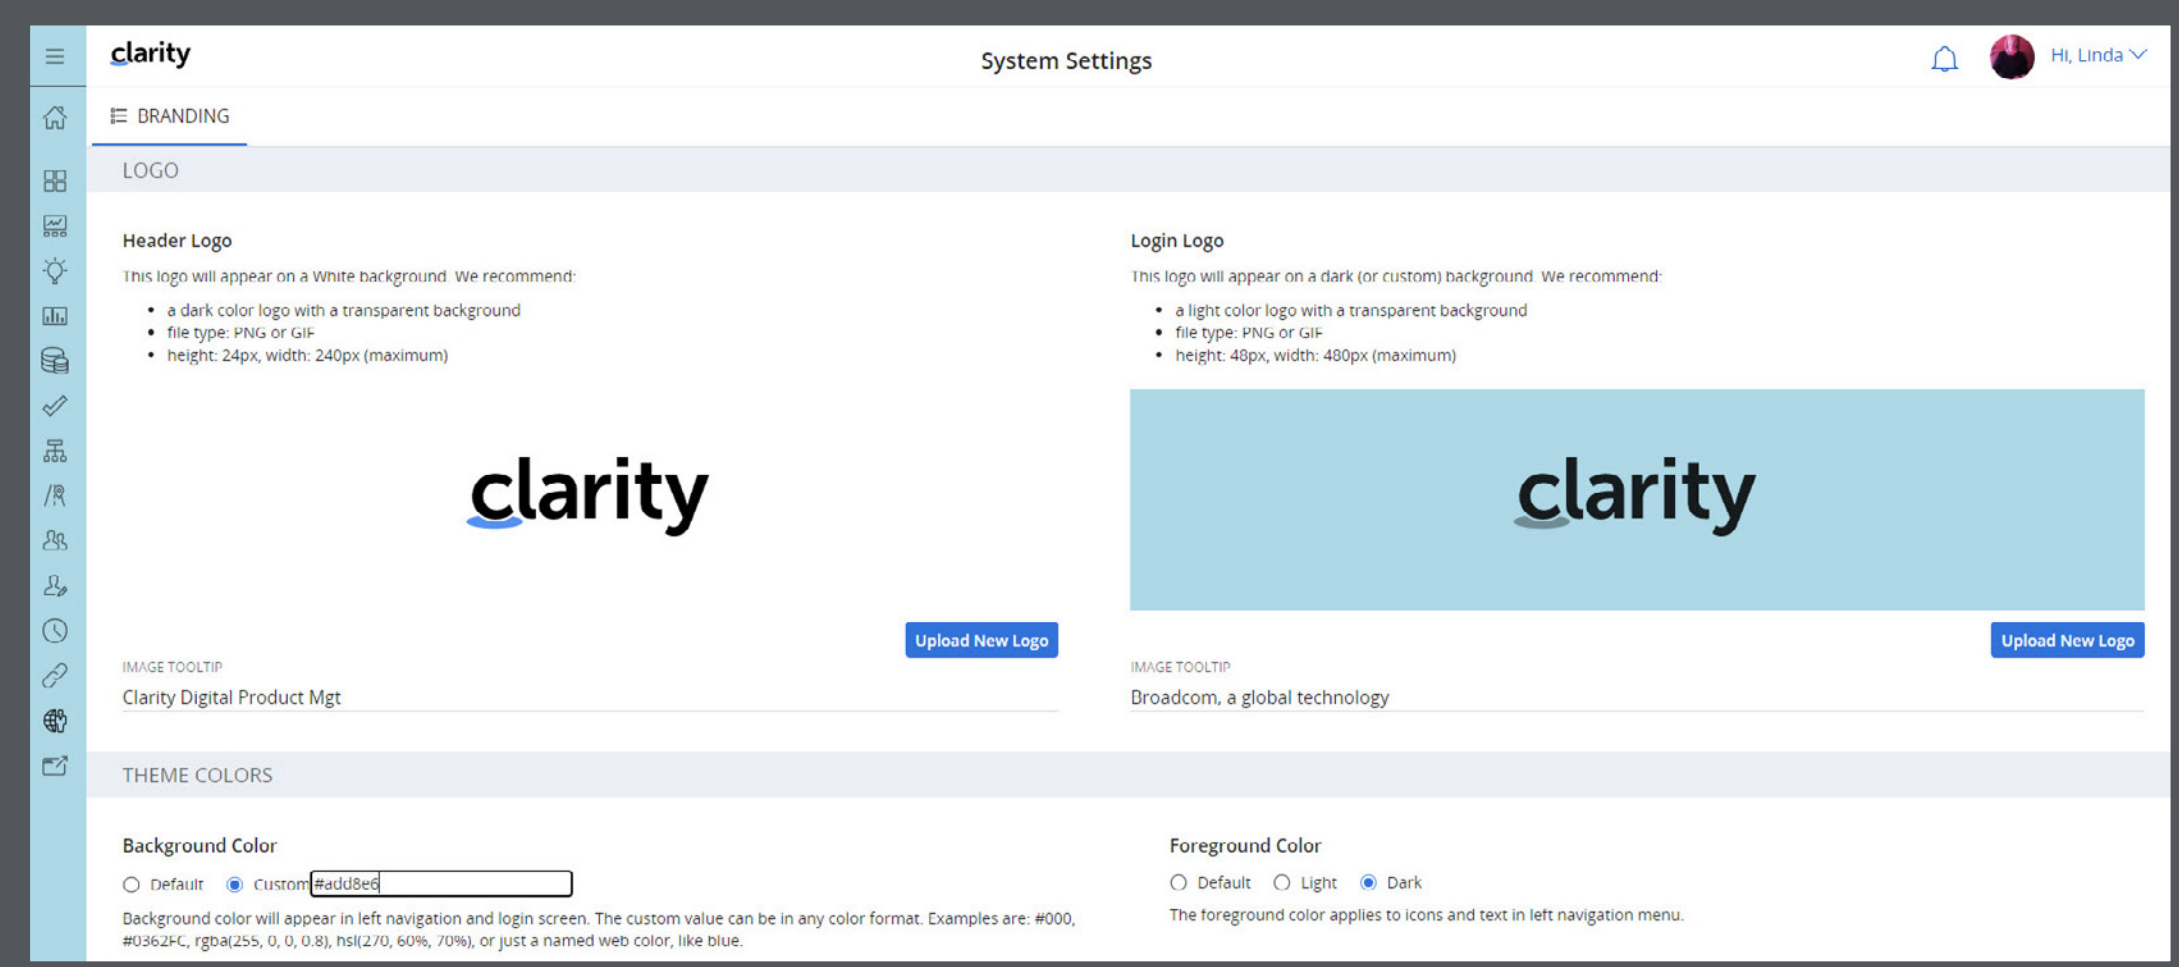 clarity
System Settings
Hi, Linda
BRANDING
LOGO
Header Logo
This logo will appear on a White background. We recommend:
• a dark color logo with a transparent background
• file type: PNG or GIF
• height: 24px, width: 240px (maximum)
clarity
Upload New Logo
IMAGE TOOLTIP
Clarity Digital Product Mgt
Login Logo
This logo will appear on a dark (or custom) background. We recommend:
• a light color logo with a transparent background
• file type: PNG or GIF
• height: 48px, width: 480px (maximum)
clarity
Upload New Logo
IMAGE TOOLTIP
Broadcom, a global technology
THEME COLORS
Background Color
Default
Custom #add8e6
Background color will appear in left navigation and login screen. The custom value can be in any color format. Examples are: #000,
#0362FC, rgba(255, 0, 0, 0.8), hsl(270, 60%, 70%), or just a named web color, like blue.
Foreground Color
Default
Light
Dark
The foreground color applies to icons and text in left navigation menu.